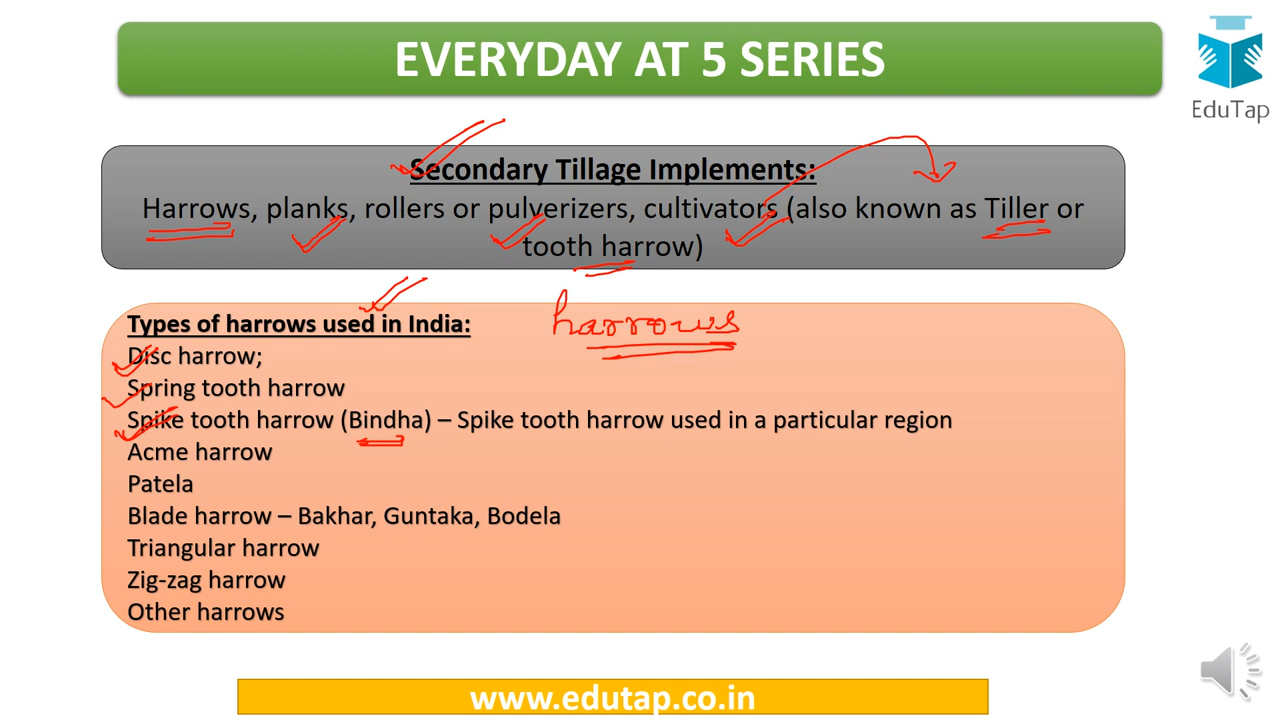 EVERYDAY AT 5 SERIES
EduTap
Secondary Tillage Implements:
Harrows, planks, rollers or pulverizers, cultivators (also known as Tiller or
tooth harrow)
harrows
Types of harrows used in India:
Disc harrow;
Spring tooth harrow
Spike tooth harrow (Bindha) – Spike tooth harrow used in a particular region
Acme harrow
Patela
Blade harrow – Bakhar, Guntaka, Bodela
Triangular harrow
Zig-zag harrow
Other harrows
www.edutap.co.in